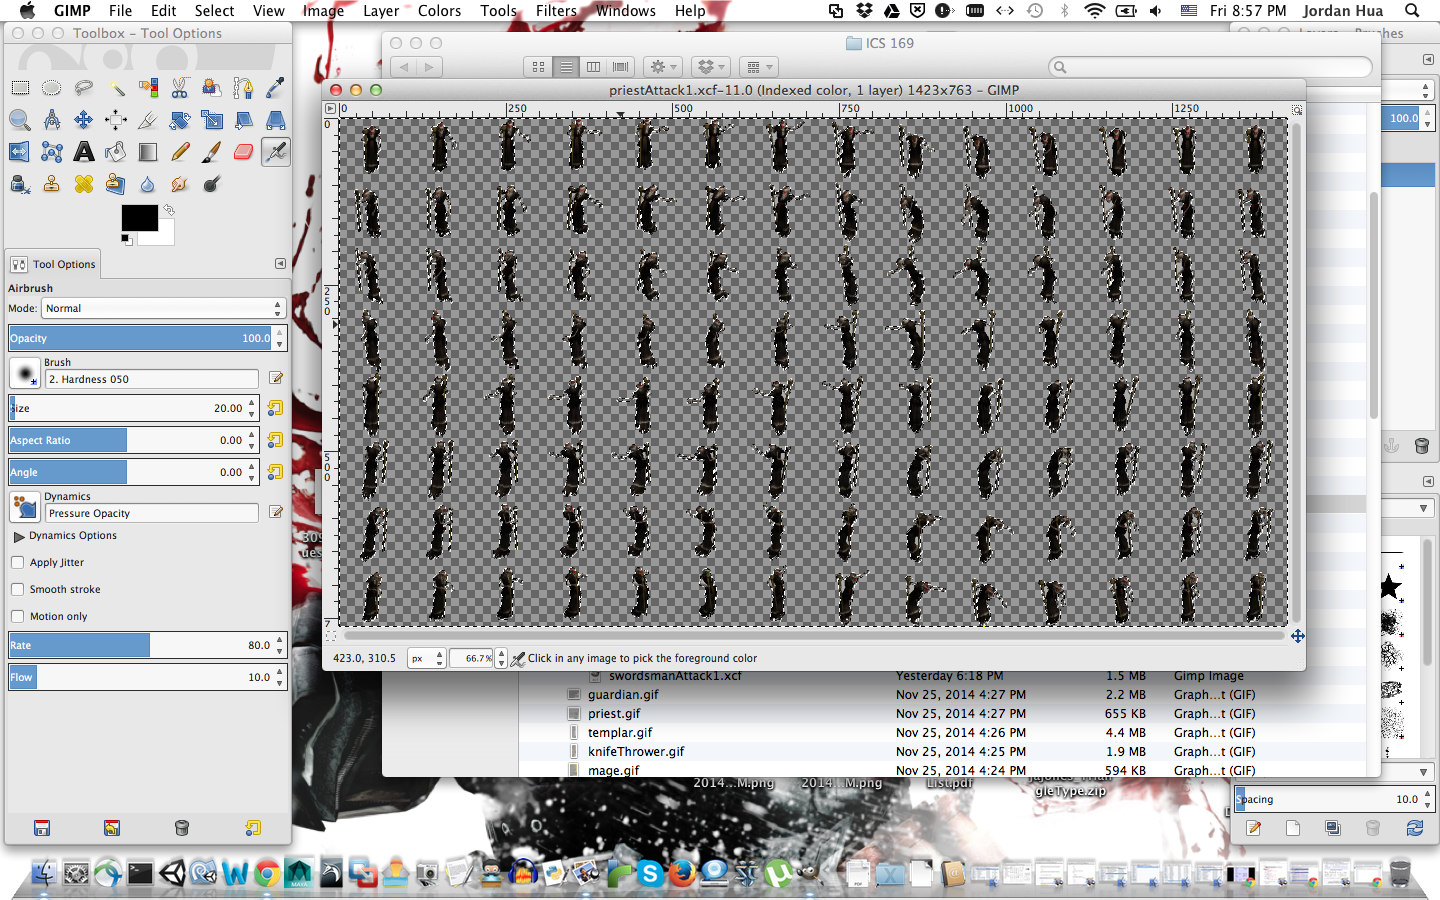 GIMP File Edit Select View Image Layer Colors Tools Filters Windows Help
Fri 8:57 PM Jordan Hua
Toolbox - Tool Options
ICS 169
Layers - Brushes
priestAttack1.xcf-11.0 (Indexed color, 1 layer) 1423x763 - GIMP
0 250 500 750 1000 1250
0
250
500
7
100.0
Tool Options
Airbrush
Mode: Normal
Opacity 100.0
Brush
2. Hardness 050
Size 20.00
Aspect Ratio 0.00
Angle 0.00
Dynamics
Pressure Opacity
Dynamics Options
Apply Jitter
Smooth stroke
Motion only
Rate 80.0
Flow 10.0
423.0, 310.5 px 66.7% Click in any image to pick the foreground color
swordsmanAttack1.xcf Yesterday 6:18 PM 1.5 MB Gimp Image
guardian.gif Nov 25, 2014 4:27 PM 2.2 MB Graph...t (GIF)
priest.gif Nov 25, 2014 4:27 PM 655 KB Graph...t (GIF)
templar.gif Nov 25, 2014 4:26 PM 4.4 MB Graph...t (GIF)
knifeThrower.gif Nov 25, 2014 4:25 PM 1.9 MB Graph...t (GIF)
mage.gif Nov 25, 2014 4:24 PM 594 KB Graph...t (GIF)
2014...M.png 2014...M.png List.pdf
gleType.zip
Spacing 10.0
MAYA
PDF